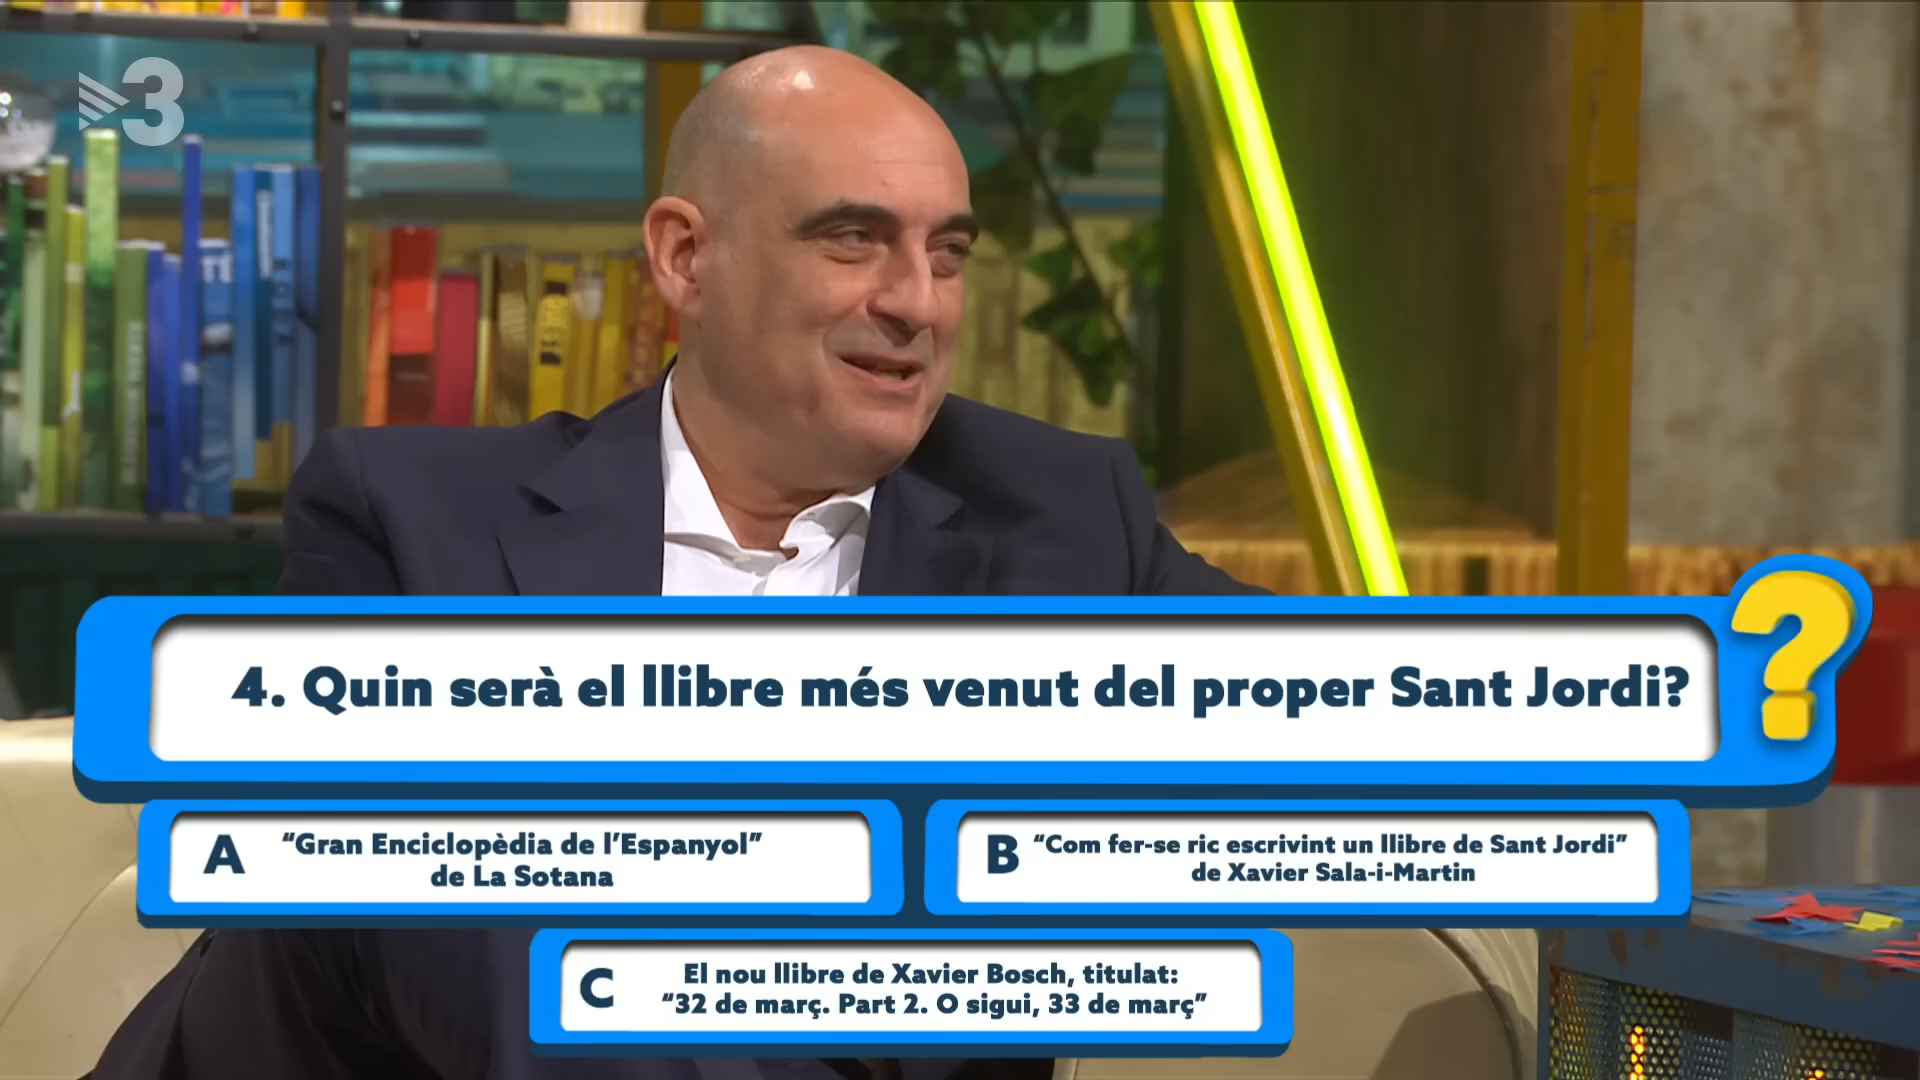 3
4. Quin serà el llibre més venut del proper Sant Jordi?
A
“Gran Enciclopèdia de l’Espanyol”
de La Sotana
B
“Com fer-se ric escrivint un llibre de Sant Jordi”
de Xavier Sala-i-Martin
C
El nou llibre de Xavier Bosch, titulat:
“32 de març. Part 2. O sigui, 33 de març”